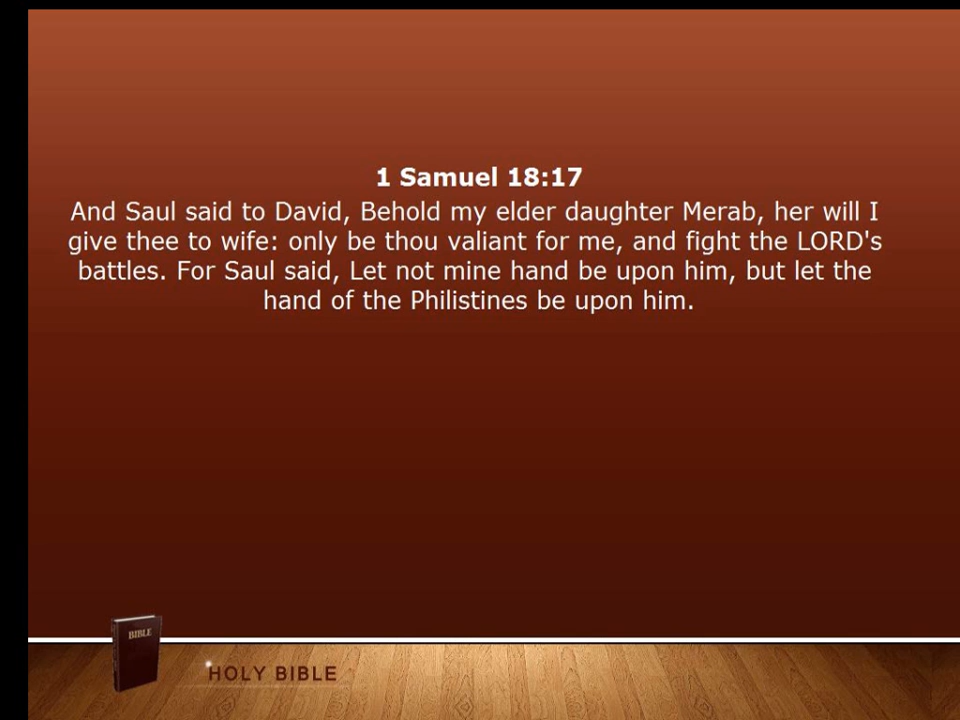 1 Samuel 18:17
And Saul said to David, Behold my elder daughter Merab, her will I
give thee to wife: only be thou valiant for me, and fight the LORD's
battles. For Saul said, Let not mine hand be upon him, but let the
hand of the Philistines be upon him.
BIBLE
HOLY BIBLE